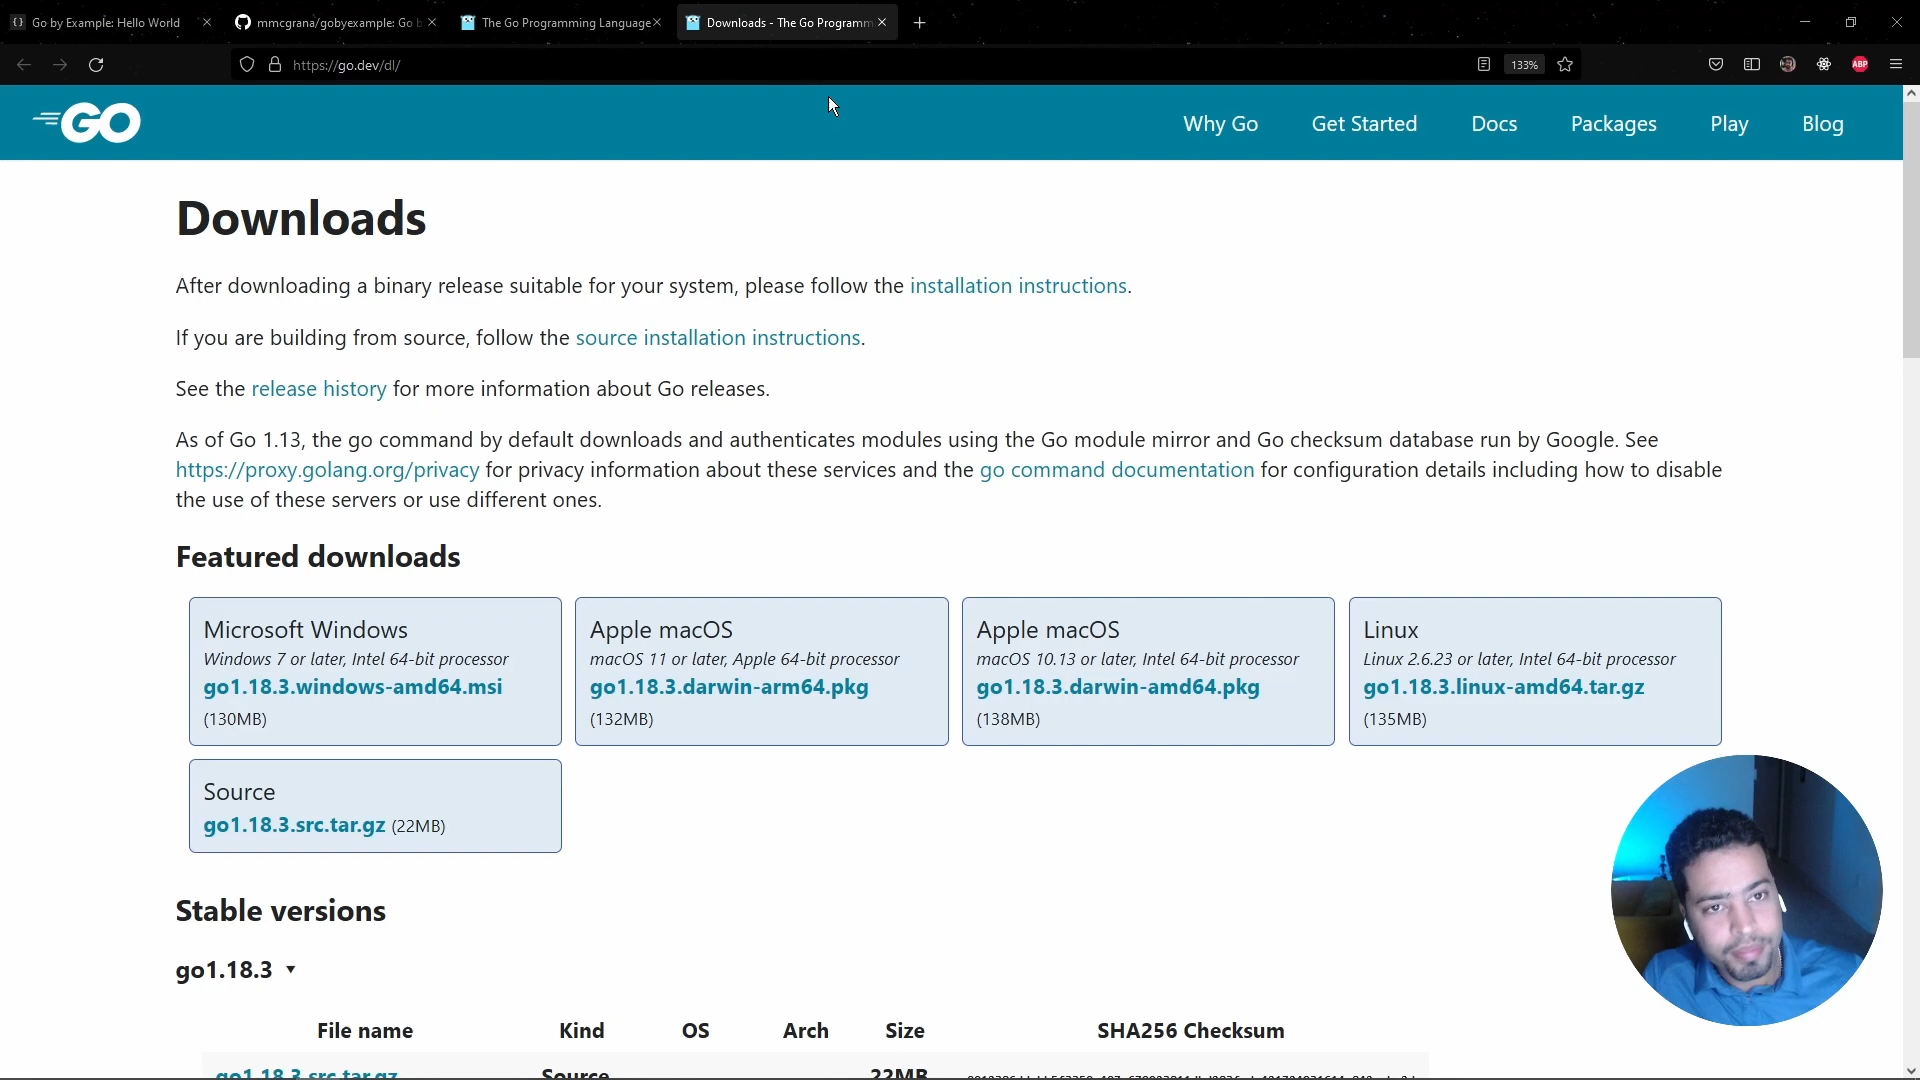 Go by Example: Hello World
mmcgrana/gobyexample: Go b
The Go Programming Language
Downloads - The Go Programm
https://go.dev/dl/
133%
ABP
GO
Why Go
Get Started
Docs
Packages
Play
Blog
Downloads
After downloading a binary release suitable for your system, please follow the installation instructions.
If you are building from source, follow the source installation instructions.
See the release history for more information about Go releases.
As of Go 1.13, the go command by default downloads and authenticates modules using the Go module mirror and Go checksum database run by Google. See
https://proxy.golang.org/privacy for privacy information about these services and the go command documentation for configuration details including how to disable
the use of these servers or use different ones.
Featured downloads
Microsoft Windows
Windows 7 or later, Intel 64-bit processor
go1.18.3.windows-amd64.msi
(130MB)
Apple macOS
macOS 11 or later, Apple 64-bit processor
go1.18.3.darwin-arm64.pkg
(132MB)
Apple macOS
macOS 10.13 or later, Intel 64-bit processor
go1.18.3.darwin-amd64.pkg
(138MB)
Linux
Linux 2.6.23 or later, Intel 64-bit processor
go1.18.3.linux-amd64.tar.gz
(135MB)
Source
go1.18.3.src.tar.gz (22MB)
Stable versions
go1.18.3 ▾
File name Kind OS Arch Size SHA256 Checksum
go1.18.3.src.tar.gz Source 22MB